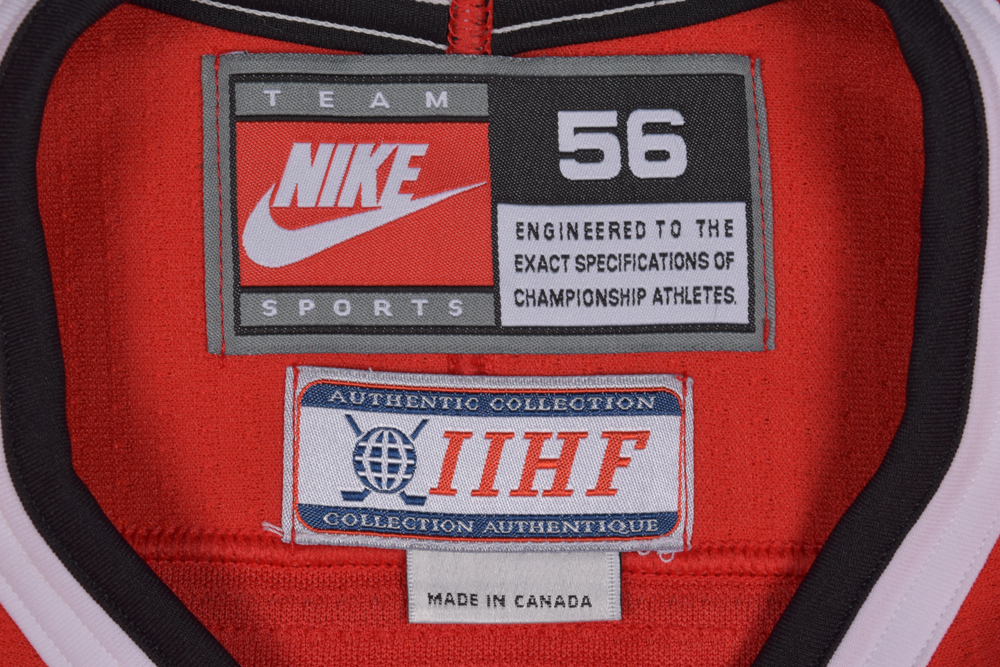 TEAM
NIKE
SPORTS
56
ENGINEERED TO THE
EXACT SPECIFICATIONS OF
CHAMPIONSHIP ATHLETES.
AUTHENTIC COLLECTION
IIHF
COLLECTION AUTHENTIQUE
MADE IN CANADA